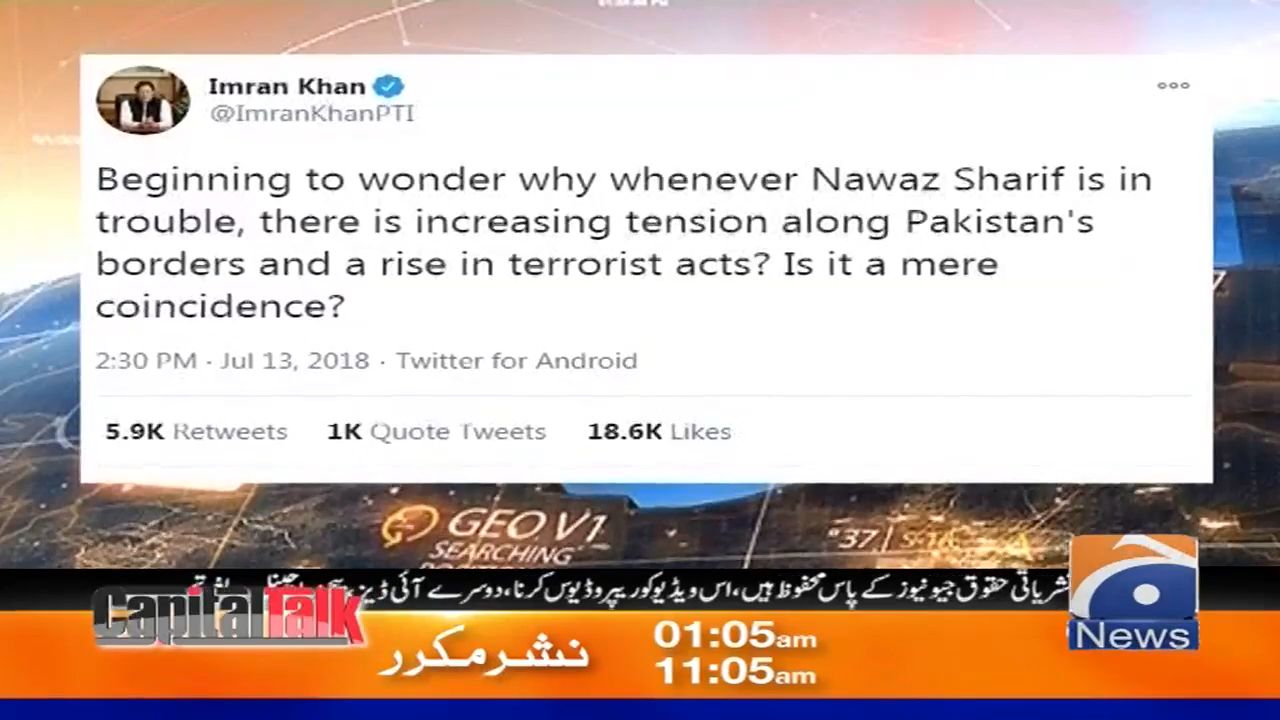 Imran Khan
@ImranKhanPTI
Beginning to wonder why whenever Nawaz Sharif is in
trouble, there is increasing tension along Pakistan's
borders and a rise in terrorist acts? Is it a mere
coincidence?
2:30 PM · Jul 13, 2018 · Twitter for Android
5.9K Retweets 1K Quote Tweets 18.6K Likes
GEO V1
SEARCHING
°37
نشریاتی حقوق جیو نیوز کے پاس محفوظ ہیں، اس ویڈیو کو ریپروڈیوس کرنا، دوسرے آئی ڈیز
Capital Talk
نشر مکرر
01:05am
11:05am
News